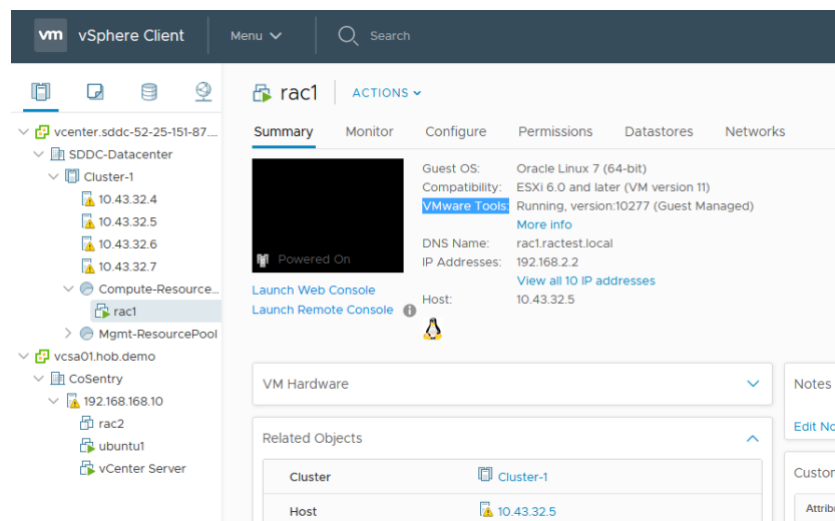 vm vSphere Client Menu Search
rac1 ACTIONS
Summary Monitor Configure Permissions Datastores Networks
vcenter.sddc-52-25-151-87....
SDDC-Datacenter
Cluster-1
10.43.32.4
10.43.32.5
10.43.32.6
10.43.32.7
Compute-Resource...
rac1
Mgmt-ResourcePool
vcsa01.hob.demo
CoSentry
192.168.168.10
rac2
ubuntu1
vCenter Server
Powered On
Launch Web Console
Launch Remote Console
Guest OS: Oracle Linux 7 (64-bit)
Compatibility: ESXi 6.0 and later (VM version 11)
VMware Tools: Running, version:10277 (Guest Managed)
More info
DNS Name: rac1.ractest.local
IP Addresses: 192.168.2.2
View all 10 IP addresses
Host: 10.43.32.5
VM Hardware
Related Objects
Cluster Cluster-1
Host 10.43.32.5
Notes
Edit No
Custom
Attrib